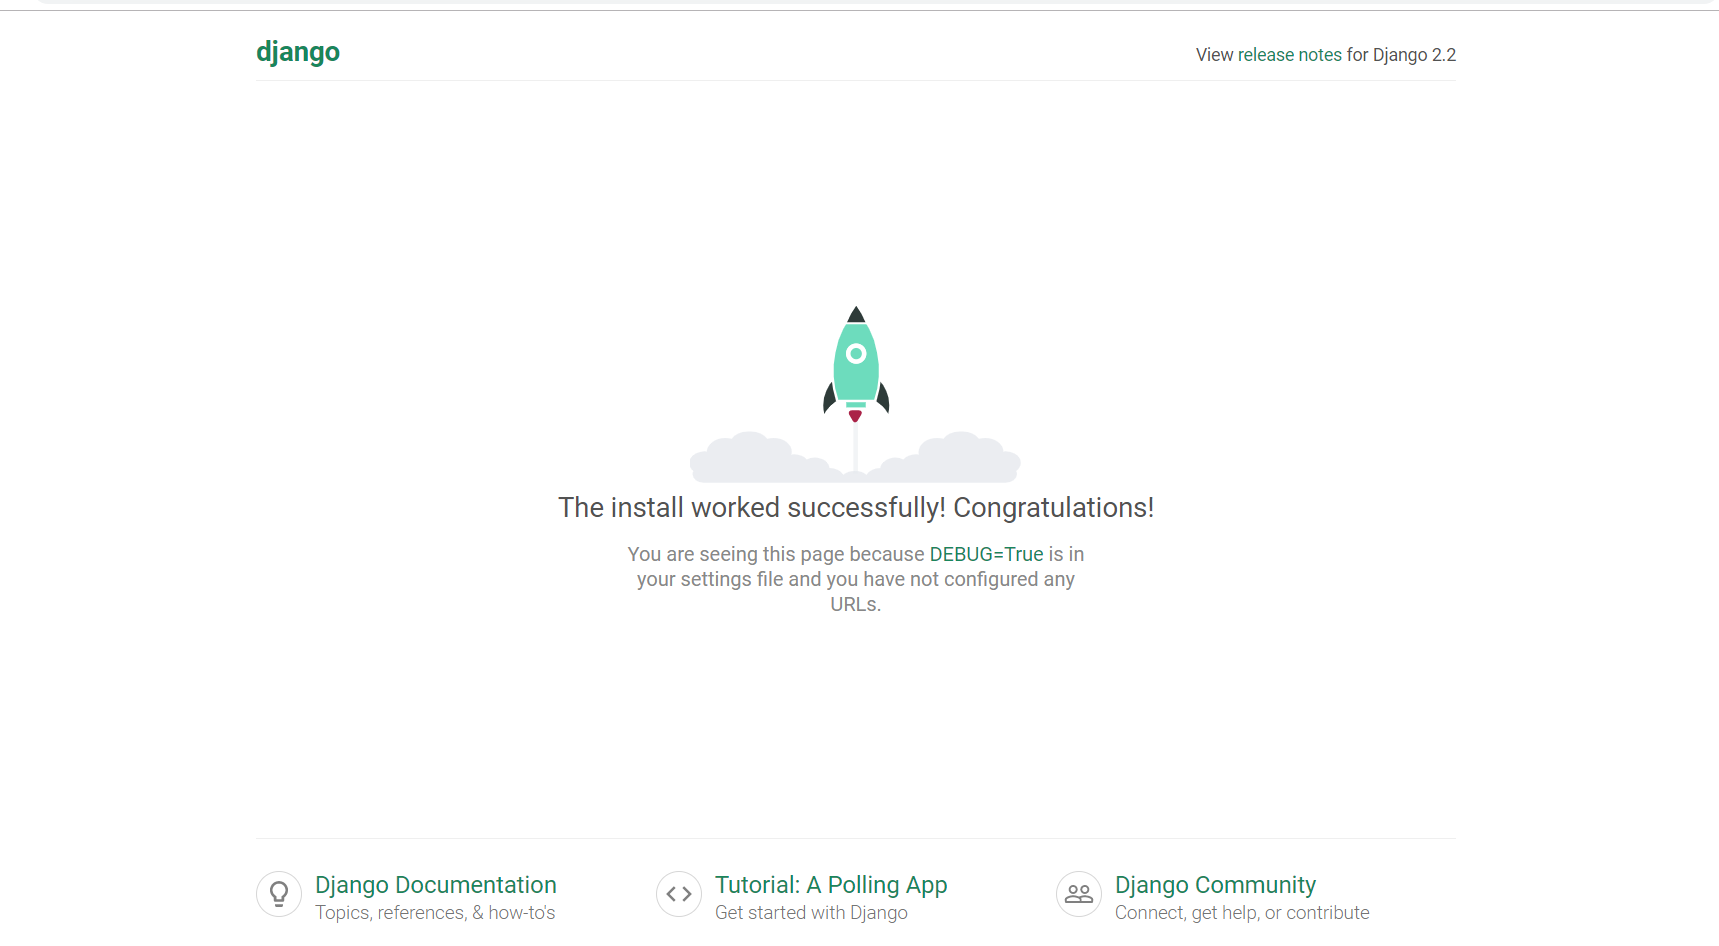 django
View release notes for Django 2.2
The install worked successfully! Congratulations!
You are seeing this page because DEBUG=True is in
your settings file and you have not configured any
URLs.
Django Documentation
Topics, references, & how-to's
Tutorial: A Polling App
Get started with Django
Django Community
Connect, get help, or contribute